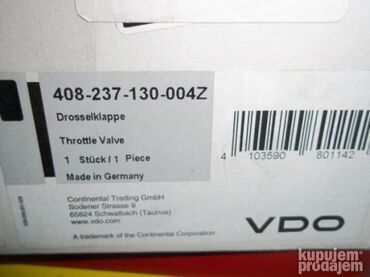 408-237-130-004Z
Drosselklappe
Throttle Valve
1 Stück/1 Piece
Made in Germany
4 103590 801142
Continental Trading GmbH
Sodener Strasse 9
65824 Schwalbach (Taunus)
www.vdo.com
VDO
A trademark of the Continental Corporation
kupujem
prodajem